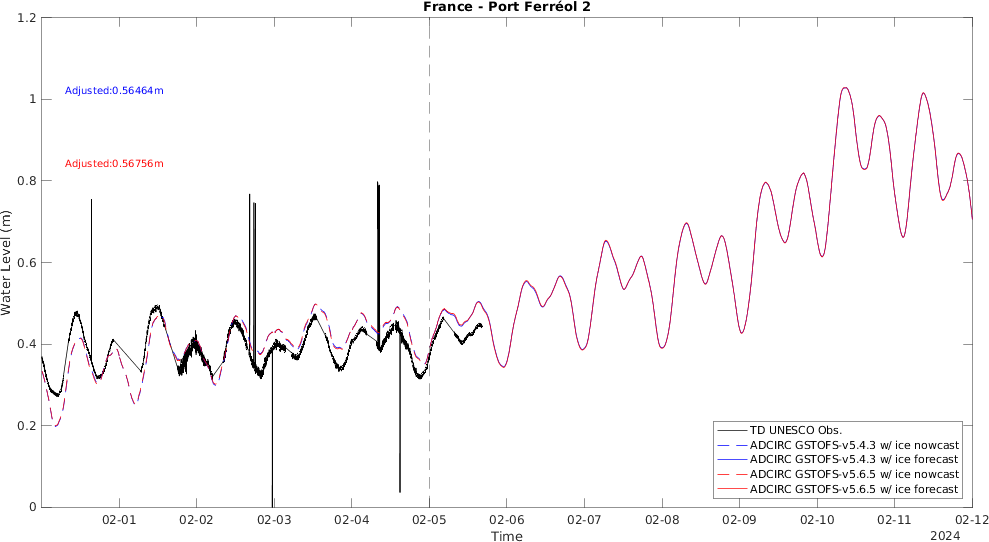 France - Port Ferréol 2
1.2
1
0.8
0.6
0.4
0.2
0
Water Level (m)
Adjusted:0.56464m
Adjusted:0.56756m
TD UNESCO Obs.
ADCIRC GSTOFS-v5.4.3 w/ ice nowcast
ADCIRC GSTOFS-v5.4.3 w/ ice forecast
ADCIRC GSTOFS-v5.6.5 w/ ice nowcast
ADCIRC GSTOFS-v5.6.5 w/ ice forecast
02-01 02-02 02-03 02-04 02-05 02-06 02-07 02-08 02-09 02-10 02-11 02-12
Time
2024